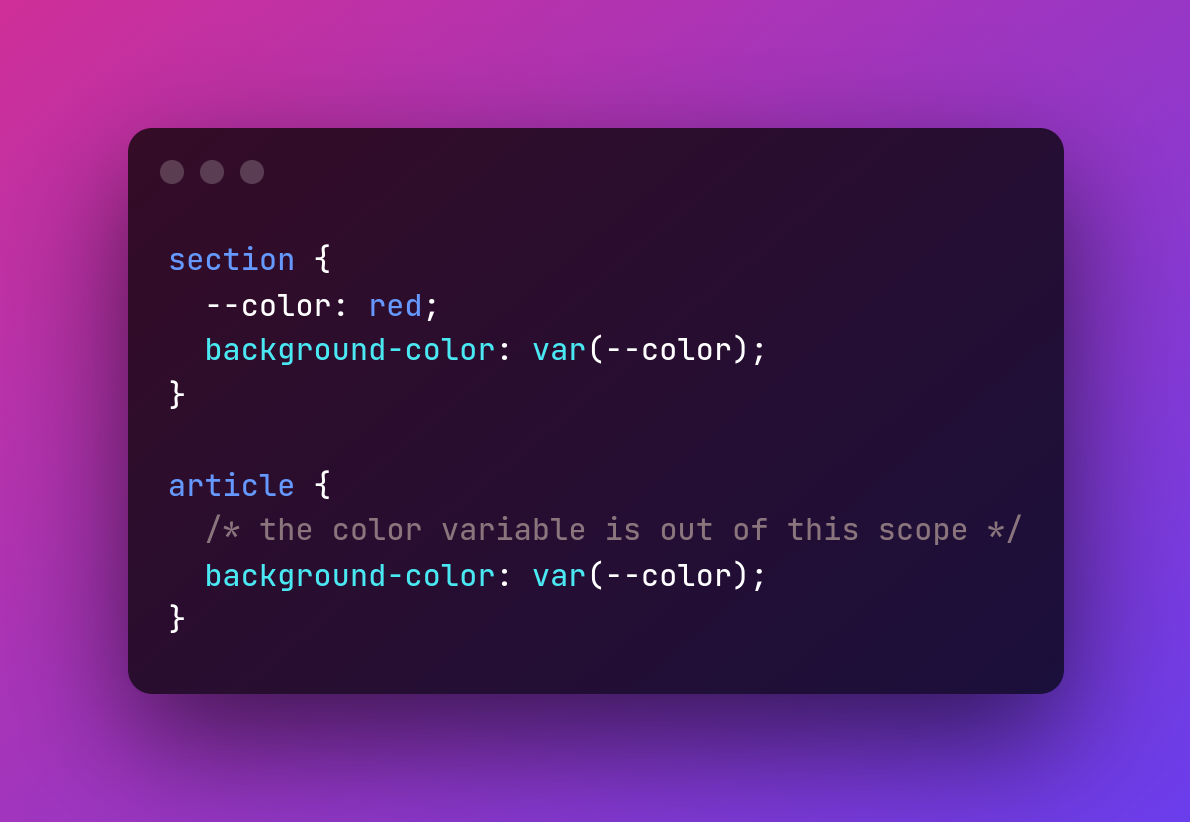 section {
  --color: red;
  background-color: var(--color);
}

article {
  /* the color variable is out of this scope */
  background-color: var(--color);
}